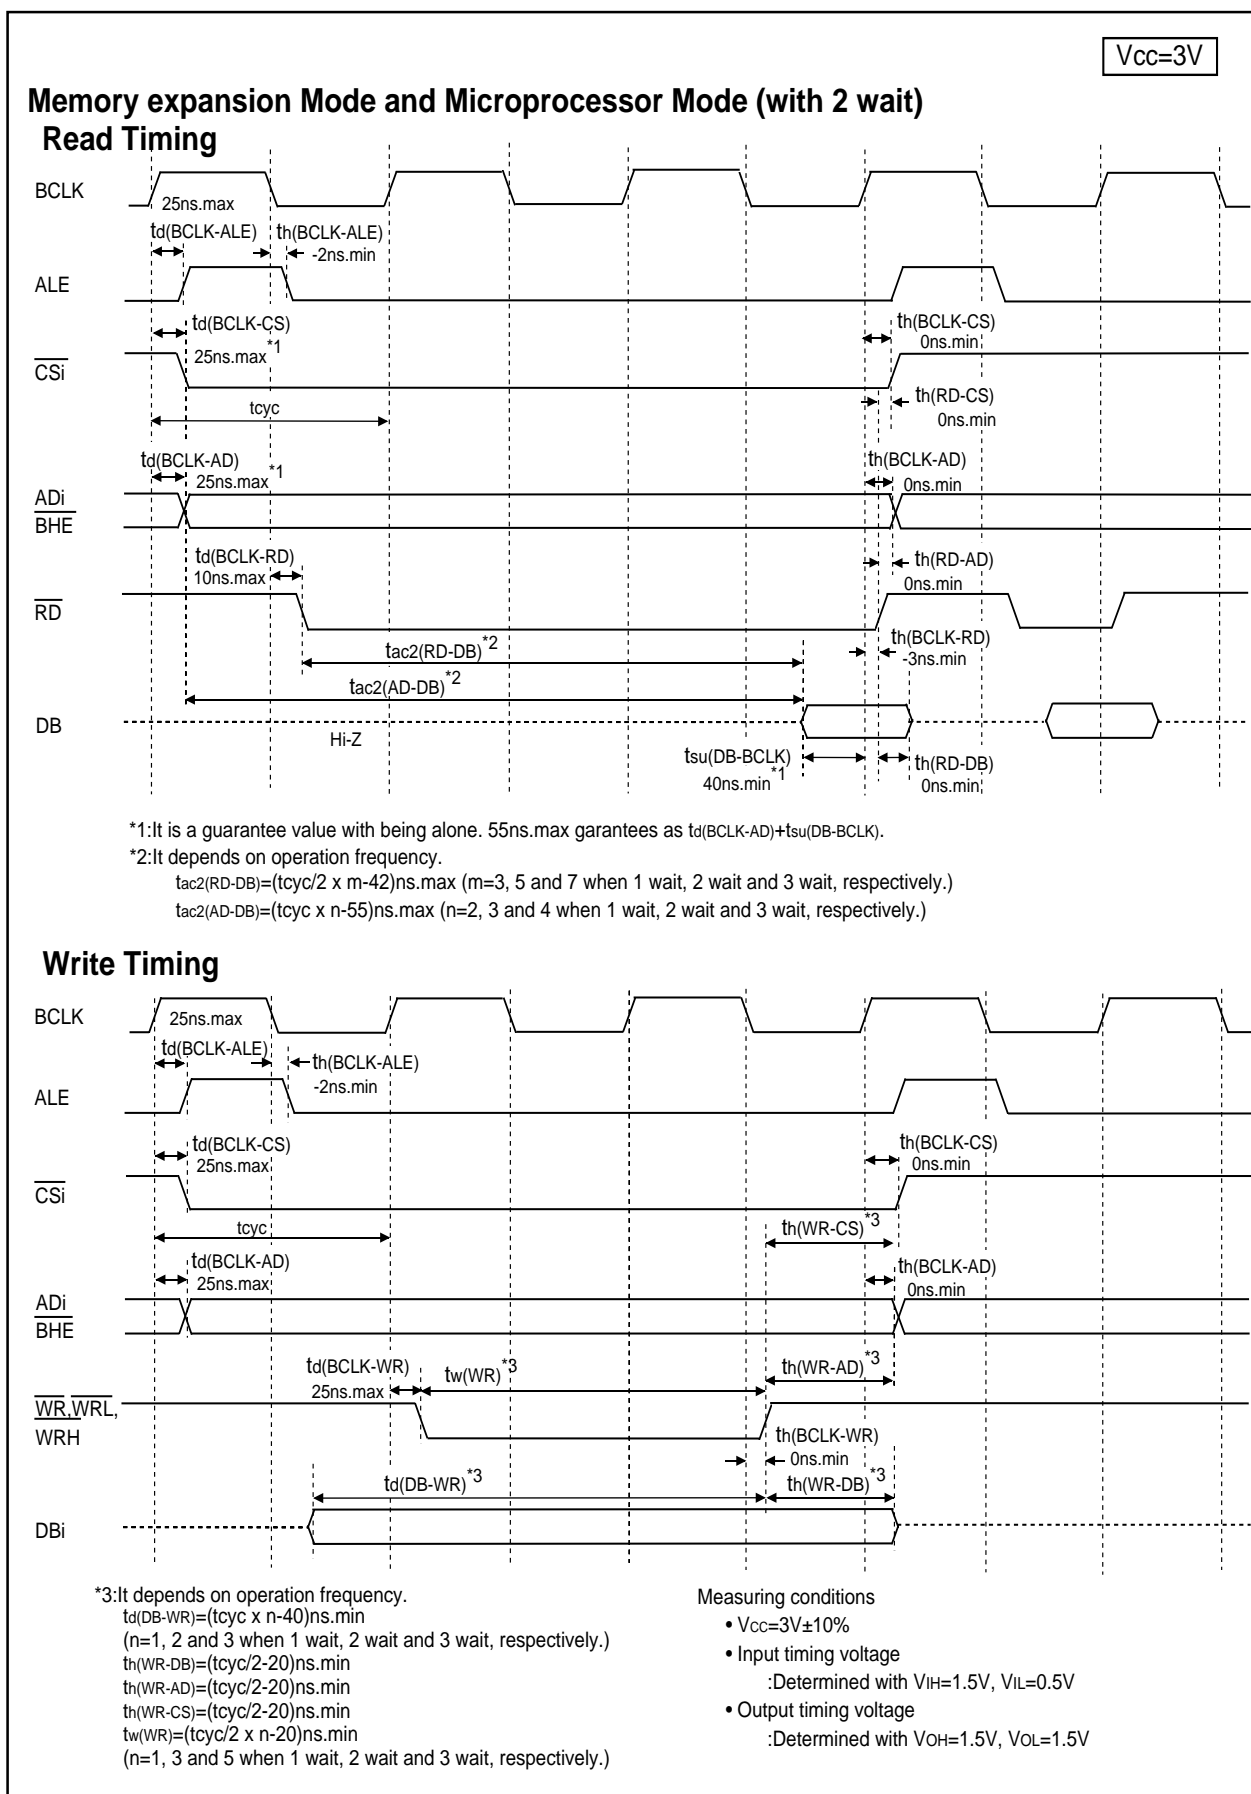 Vcc=3V
Memory expansion Mode and Microprocessor Mode (with 2 wait)
Read Timing
BCLK
25ns.max
td(BCLK-ALE)
th(BCLK-ALE)
-2ns.min
ALE
td(BCLK-CS)
25ns.max*1
th(BCLK-CS)
0ns.min
CSi
tcyc
th(RD-CS)
0ns.min
td(BCLK-AD)
25ns.max*1
th(BCLK-AD)
0ns.min
ADi
BHE
td(BCLK-RD)
10ns.max
th(RD-AD)
0ns.min
RD
tac2(RD-DB)*2
th(BCLK-RD)
-3ns.min
tac2(AD-DB)*2
DB
Hi-Z
tsu(DB-BCLK)
40ns.min*1
th(RD-DB)
0ns.min
*1:It is a guarantee value with being alone. 55ns.max garantees as td(BCLK-AD)+tsu(DB-BCLK).
*2:It depends on operation frequency.
tac2(RD-DB)=(tcyc/2 x m-42)ns.max (m=3, 5 and 7 when 1 wait, 2 wait and 3 wait, respectively.)
tac2(AD-DB)=(tcyc x n-55)ns.max (n=2, 3 and 4 when 1 wait, 2 wait and 3 wait, respectively.)
Write Timing
BCLK
25ns.max
td(BCLK-ALE)
th(BCLK-ALE)
-2ns.min
ALE
td(BCLK-CS)
25ns.max
th(BCLK-CS)
0ns.min
CSi
tcyc
th(WR-CS)*3
td(BCLK-AD)
25ns.max
th(BCLK-AD)
0ns.min
ADi
BHE
td(BCLK-WR)
25ns.max
tw(WR)*3
th(WR-AD)*3
WR,WRL,
WRH
th(BCLK-WR)
0ns.min
td(DB-WR)*3
th(WR-DB)*3
DBi
*3:It depends on operation frequency.
td(DB-WR)=(tcyc x n-40)ns.min
(n=1, 2 and 3 when 1 wait, 2 wait and 3 wait, respectively.)
th(WR-DB)=(tcyc/2-20)ns.min
th(WR-AD)=(tcyc/2-20)ns.min
th(WR-CS)=(tcyc/2-20)ns.min
tw(WR)=(tcyc/2 x n-20)ns.min
(n=1, 3 and 5 when 1 wait, 2 wait and 3 wait, respectively.)
Measuring conditions
• VCC=3V±10%
• Input timing voltage
:Determined with VIH=1.5V, VIL=0.5V
• Output timing voltage
:Determined with VOH=1.5V, VOL=1.5V